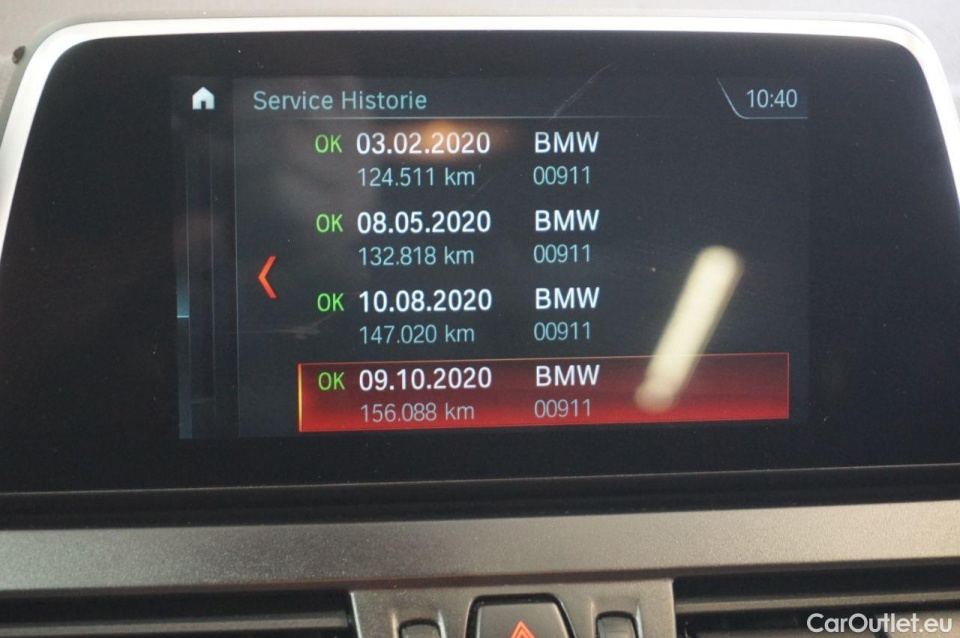 Service Historie
10:40
OK 03.02.2020 BMW
124.511 km 00911
OK 08.05.2020 BMW
132.818 km 00911
OK 10.08.2020 BMW
147.020 km 00911
OK 09.10.2020 BMW
156.088 km 00911
CarOutlet.eu